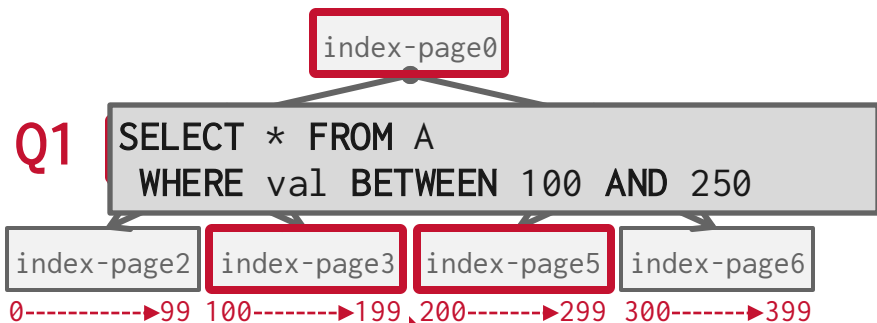 index-page0
Q1
SELECT * FROM A
WHERE val BETWEEN 100 AND 250
index-page2 index-page3 index-page5 index-page6
0 99 100 199 200 299 300 399